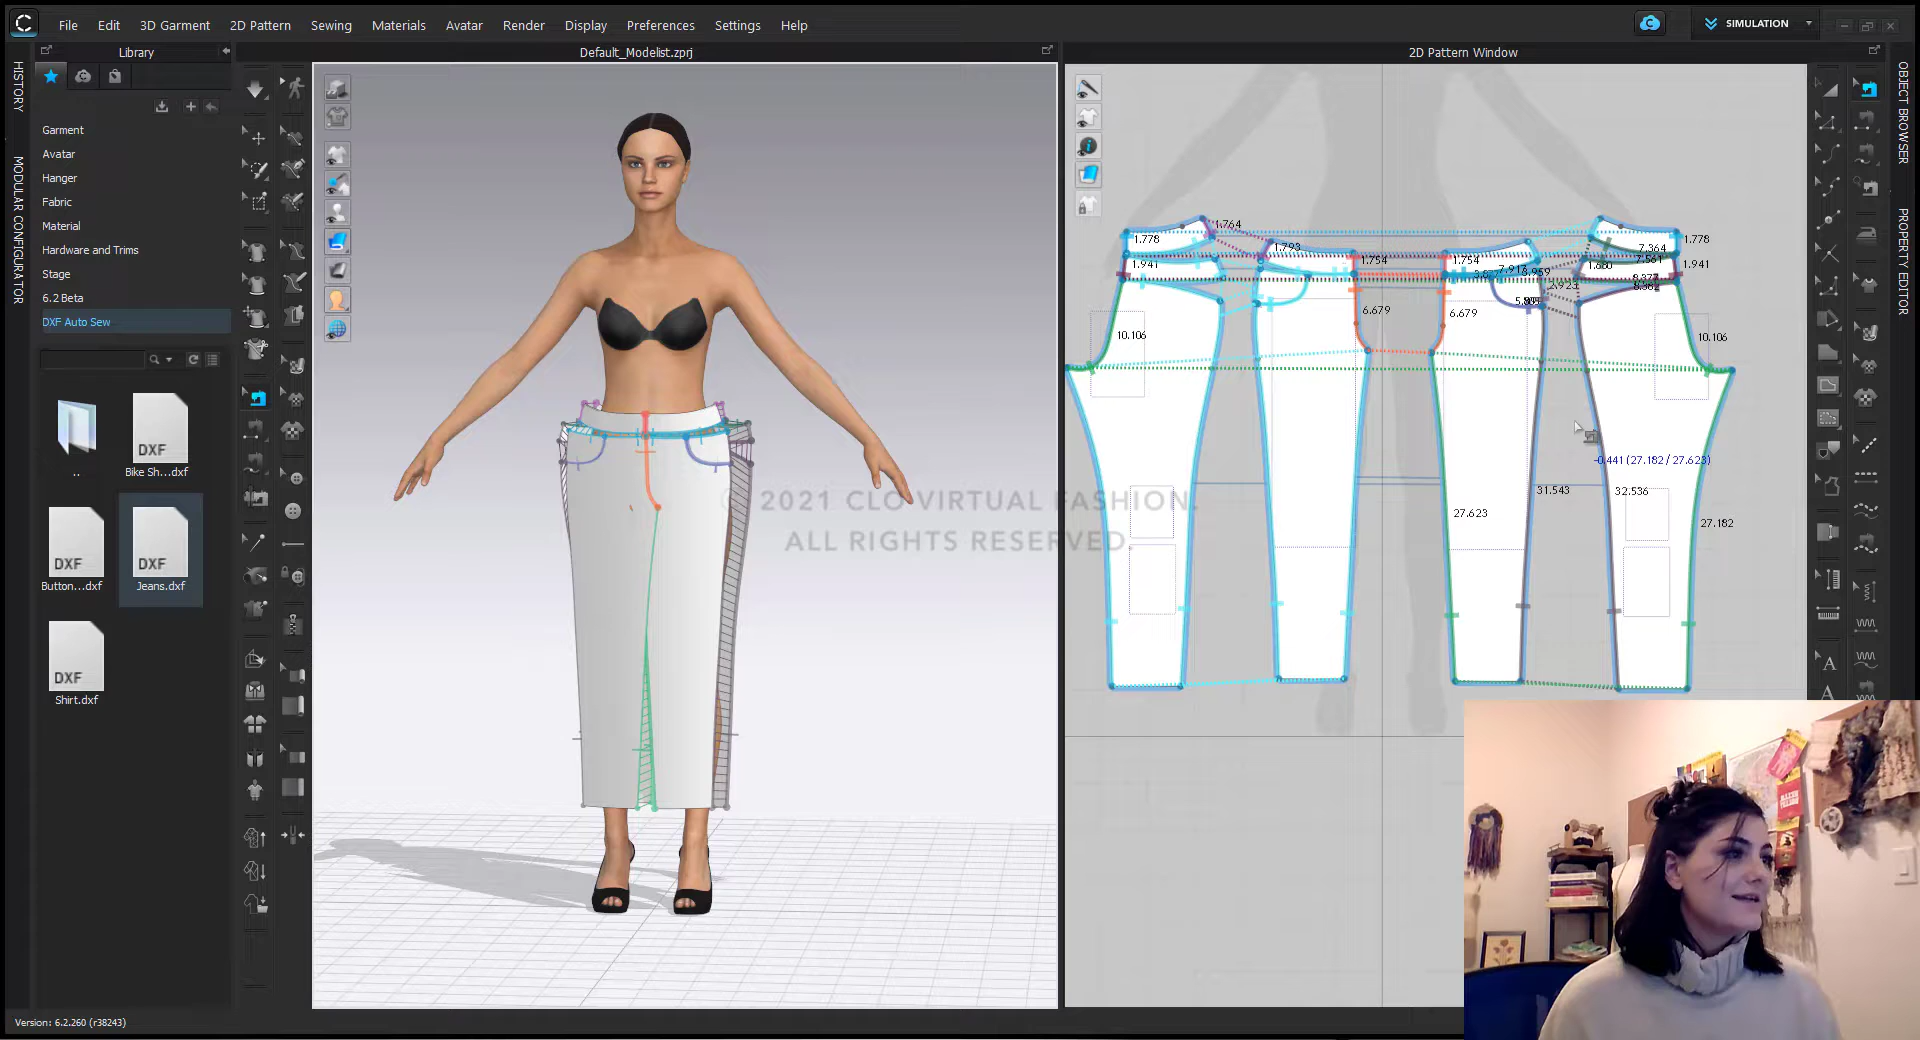 File Edit 3D Garment 2D Pattern Sewing Materials Avatar Render Display Preferences Settings Help
SIMULATION
Library
Default_Modelist.zprj
2D Pattern Window
HISTORY
MODULAR CONFIGURATOR
OBJECT BROWSER
PROPERTY EDITOR
Garment
Avatar
Hanger
Fabric
Material
Hardware and Trims
Stage
6.2 Beta
DXF Auto Sew
..
DXF
Bike Sh...dxf
DXF
Button...dxf
DXF
Jeans.dxf
DXF
Shirt.dxf
1.764
1.778
1.793
1.941
1.754
1.754
7.364
1.778
7.561
1.941
6.679
6.679
10.106
10.106
-0.441 (27.182 / 27.623)
31.543
32.536
27.623
27.182
© 2021 CLO VIRTUAL FASHION.
ALL RIGHTS RESERVED.
Version: 6.2.260 (r38243)